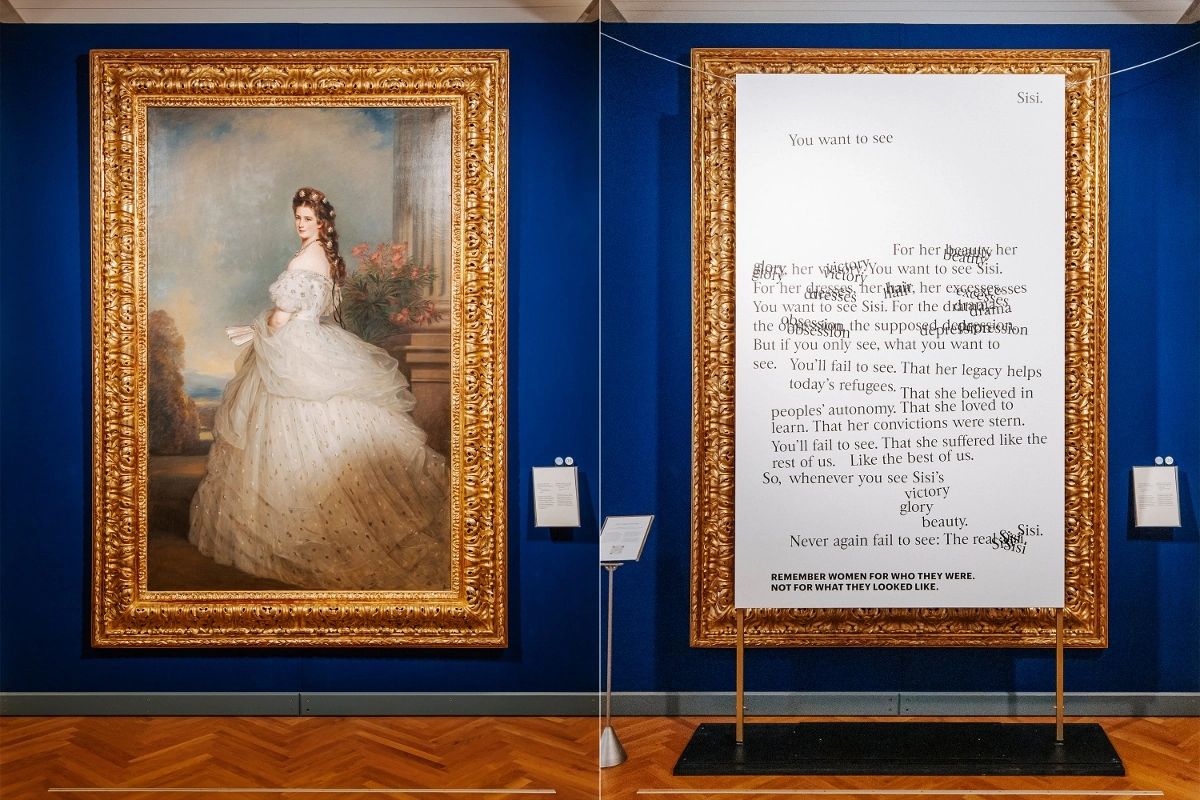 Sisi.
You want to see
For her beauty, her beauty.
glory, glory her victory. victory victory You want to see Sisi.
For her dresses, dresses her hair, hair her excesses
You want to see Sisi. For the drama, drama
the obsession, obsession the supposed depression. depression
But if you only see, what you want to
see. You'll fail to see. That her legacy helps
today's refugees. That she believed in
peoples' autonomy. That she loved to
learn. That her convictions were stern.
You'll fail to see. That she suffered like the
rest of us. Like the best of us.
So, whenever you see Sisi's
victory
glory
beauty.
Never again fail to see: The real Sisi. Sisi. Sisi
REMEMBER WOMEN FOR WHO THEY WERE.
NOT FOR WHAT THEY LOOKED LIKE.